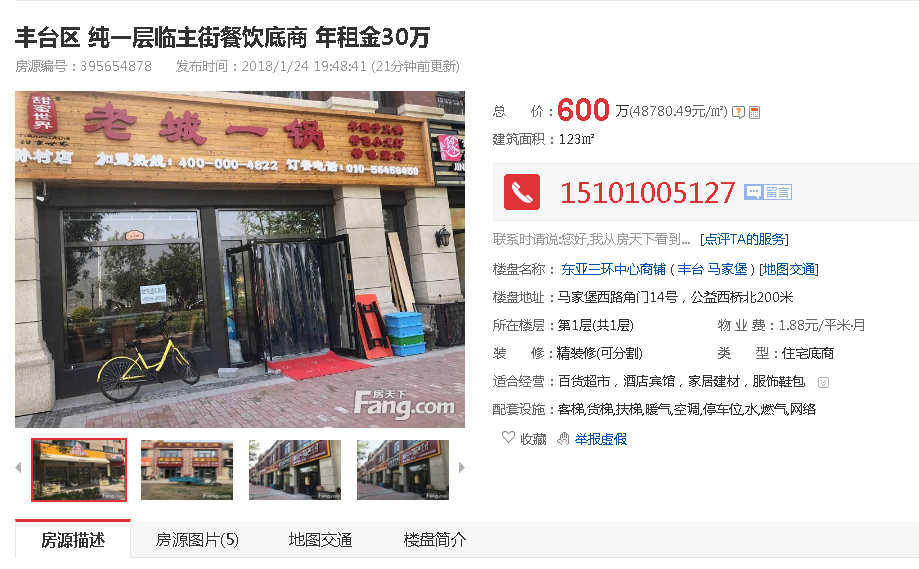 丰台区 纯一层临主街餐饮底商 年租金30万
房源编号：395654878 发布时间：2018/1/24 19:48:41 (21分钟前更新)
甜蜜
世界
老城一锅
孙村店
加盟热线：400-000-4822 订餐电话：010-56458459
房天下
Fang.com
总 价：600 万(48780.49元/㎡)
建筑面积：123㎡
15101005127 留言
联系时请说:您好,我从房天下看到... [点评TA的服务]
楼盘名称：东亚三环中心商铺 ( 丰台 马家堡 ) [地图交通]
楼盘地址：马家堡西路角门14号，公益西桥北200米
所在楼层：第1层(共1层) 物 业 费：1.88元/平米·月
装 修：精装修(可分割) 类 型：住宅底商
适合经营：百货超市，酒店宾馆，家居建材，服饰鞋包
配套设施：客梯,货梯,扶梯,暖气,空调,停车位,水,燃气,网络
收藏 举报虚假
房源描述 房源图片(5) 地图交通 楼盘简介